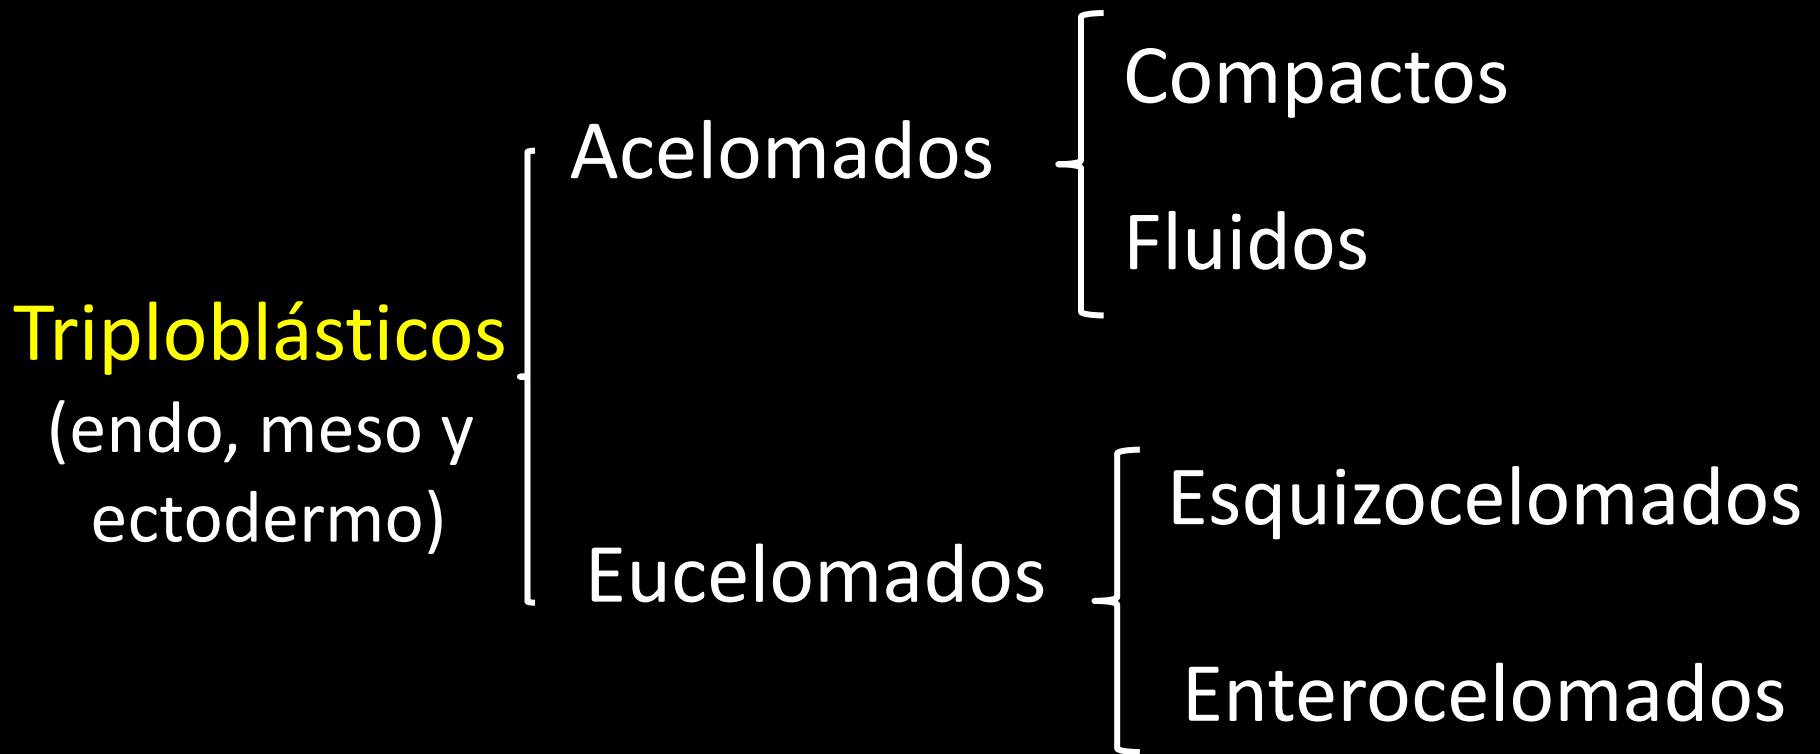 Compactos
Acelomados
Fluidos
Triploblásticos
(endo, meso y
ectodermo)
Esquizocelomados
Eucelomados
Enterocelomados